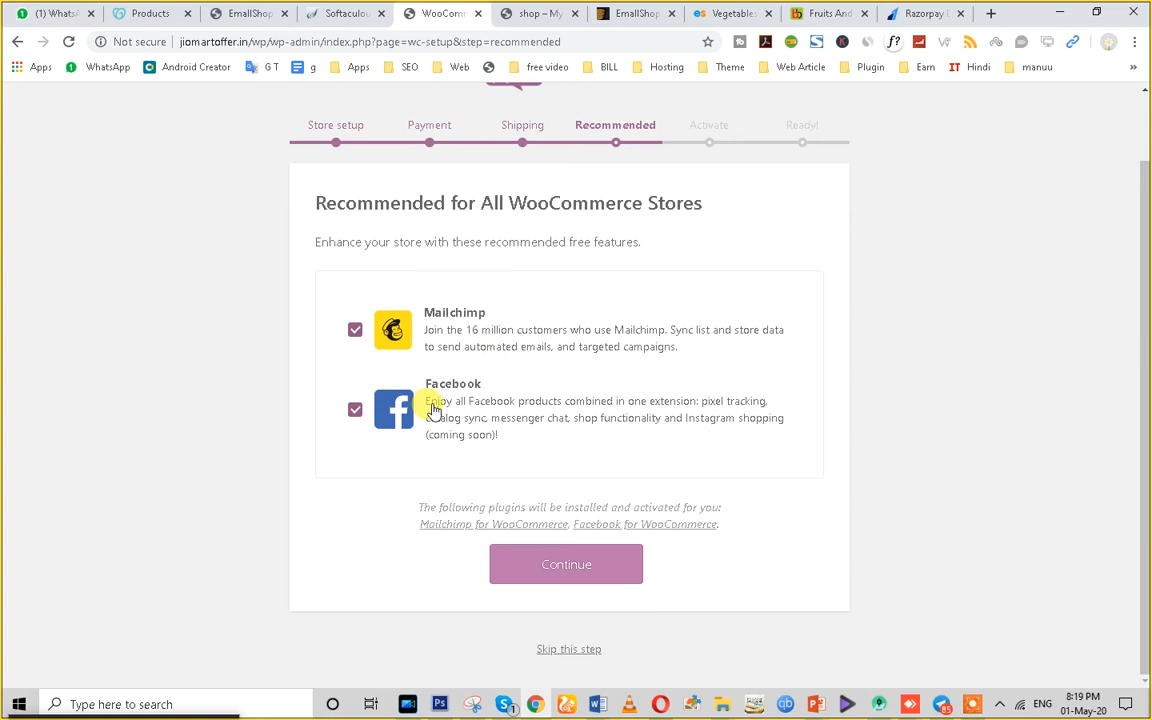 (1) WhatsA
Products
EmallShop
Softaculou
WooComm
shop – My
EmallShop
Vegetables
Fruits And
Razorpay E
Not secure
jiomartoffer.in/wp/wp-admin/index.php?page=wc-setup&step=recommended
Apps
WhatsApp
Android Creator
G T
g
Apps
SEO
Web
free video
BILL
Hosting
Theme
Web Article
Plugin
Earn
IT Hindi
manuu
Store setup
Payment
Shipping
Recommended
Activate
Ready!
Recommended for All WooCommerce Stores
Enhance your store with these recommended free features.
Mailchimp
Join the 16 million customers who use Mailchimp. Sync list and store data
to send automated emails, and targeted campaigns.
Facebook
Enjoy all Facebook products combined in one extension: pixel tracking,
catalog sync, messenger chat, shop functionality and Instagram shopping
(coming soon)!
The following plugins will be installed and activated for you:
Mailchimp for WooCommerce, Facebook for WooCommerce.
Continue
Skip this step
Type here to search
ENG
8:19 PM
01-May-20